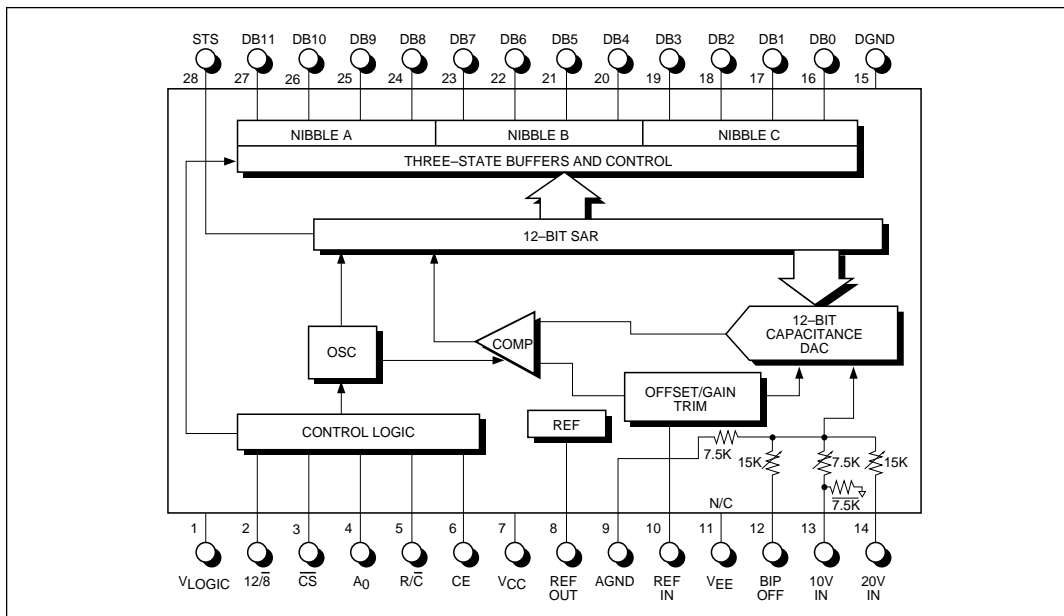 STS DB11 DB10 DB9 DB8 DB7 DB6 DB5 DB4 DB3 DB2 DB1 DB0 DGND
28 27 26 25 24 23 22 21 20 19 18 17 16 15
NIBBLE A NIBBLE B NIBBLE C
THREE–STATE BUFFERS AND CONTROL
12–BIT SAR
12–BIT
CAPACITANCE
DAC
COMP
OSC
OFFSET/GAIN
TRIM
REF
CONTROL LOGIC
7.5K 15K 7.5K 15K
7.5K
N/C
1 2 3 4 5 6 7 8 9 10 11 12 13 14
VLOGIC 12/8̅ C̅S̅ A0 R/C̅ CE VCC REF OUT AGND REF IN VEE BIP OFF 10V IN 20V IN